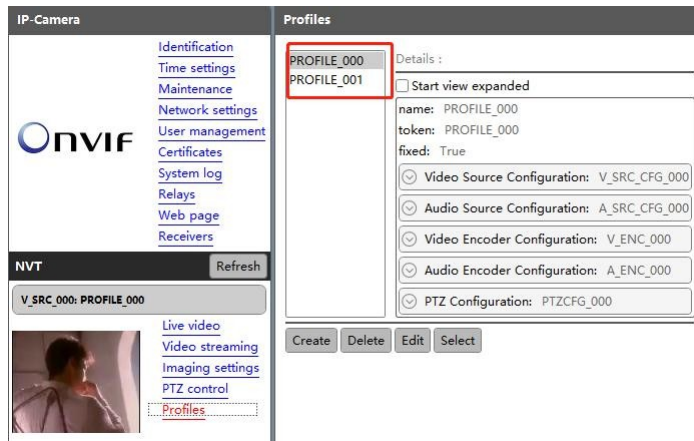 IP-Camera
Identification
Time settings
Maintenance
Network settings
User management
Certificates
System log
Relays
Web page
Receivers
ONVIF
NVT
Refresh
V_SRC_000: PROFILE_000
Live video
Video streaming
Imaging settings
PTZ control
Profiles
Profiles
PROFILE_000
PROFILE_001
Details :
Start view expanded
name: PROFILE_000
token: PROFILE_000
fixed: True
Video Source Configuration: V_SRC_CFG_000
Audio Source Configuration: A_SRC_CFG_000
Video Encoder Configuration: V_ENC_000
Audio Encoder Configuration: A_ENC_000
PTZ Configuration: PTZCFG_000
Create Delete Edit Select